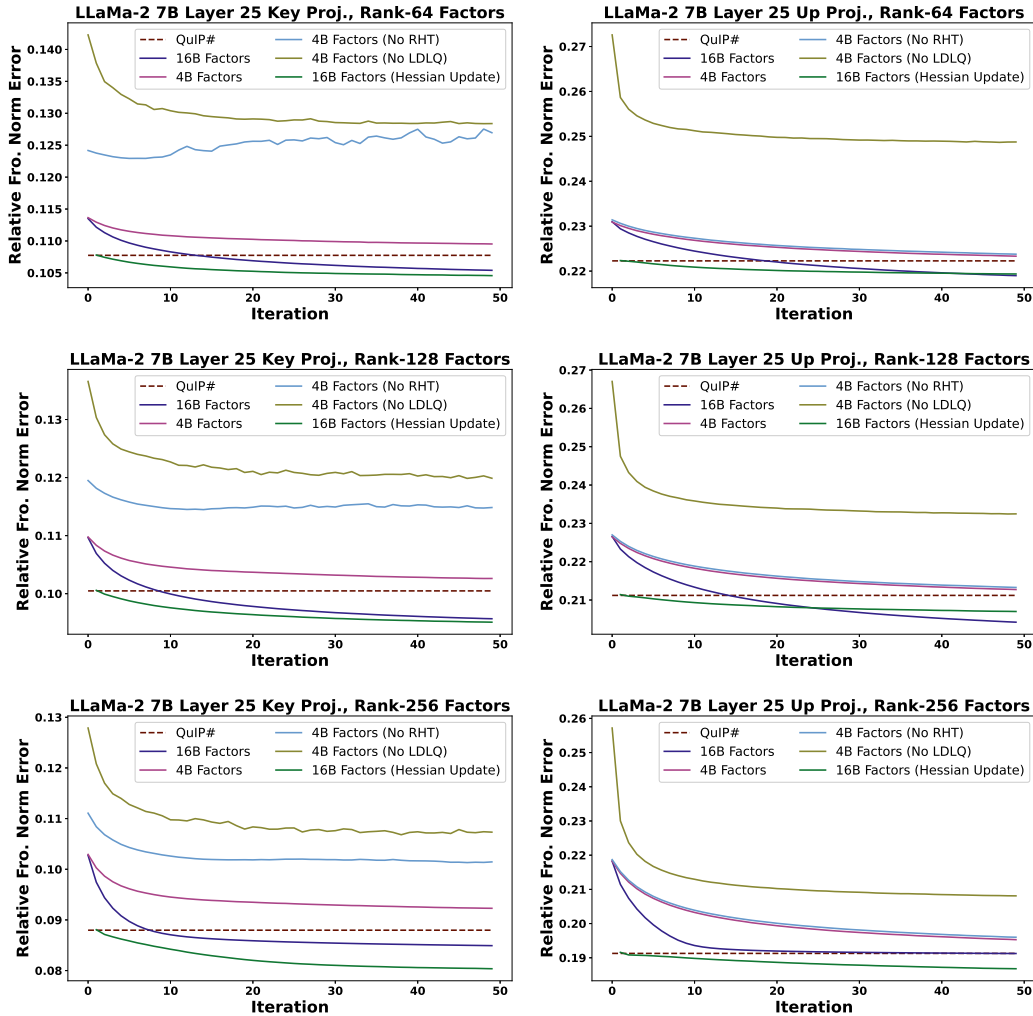 LLaMa-2 7B Layer 25 Key Proj., Rank-64 Factors
Relative Fro. Norm Error
0.140
0.135
0.130
0.125
0.120
0.115
0.110
0.105
QuIP#
16B Factors
4B Factors
4B Factors (No RHT)
4B Factors (No LDLQ)
16B Factors (Hessian Update)
0 10 20 30 40 50
Iteration
LLaMa-2 7B Layer 25 Up Proj., Rank-64 Factors
Relative Fro. Norm Error
0.27
0.26
0.25
0.24
0.23
0.22
QuIP#
16B Factors
4B Factors
4B Factors (No RHT)
4B Factors (No LDLQ)
16B Factors (Hessian Update)
0 10 20 30 40 50
Iteration
LLaMa-2 7B Layer 25 Key Proj., Rank-128 Factors
Relative Fro. Norm Error
0.13
0.12
0.11
0.10
QuIP#
16B Factors
4B Factors
4B Factors (No RHT)
4B Factors (No LDLQ)
16B Factors (Hessian Update)
0 10 20 30 40 50
Iteration
LLaMa-2 7B Layer 25 Up Proj., Rank-128 Factors
Relative Fro. Norm Error
0.27
0.26
0.25
0.24
0.23
0.22
0.21
QuIP#
16B Factors
4B Factors
4B Factors (No RHT)
4B Factors (No LDLQ)
16B Factors (Hessian Update)
0 10 20 30 40 50
Iteration
LLaMa-2 7B Layer 25 Key Proj., Rank-256 Factors
Relative Fro. Norm Error
0.13
0.12
0.11
0.10
0.09
0.08
QuIP#
16B Factors
4B Factors
4B Factors (No RHT)
4B Factors (No LDLQ)
16B Factors (Hessian Update)
0 10 20 30 40 50
Iteration
LLaMa-2 7B Layer 25 Up Proj., Rank-256 Factors
Relative Fro. Norm Error
0.26
0.25
0.24
0.23
0.22
0.21
0.20
0.19
QuIP#
16B Factors
4B Factors
4B Factors (No RHT)
4B Factors (No LDLQ)
16B Factors (Hessian Update)
0 10 20 30 40 50
Iteration